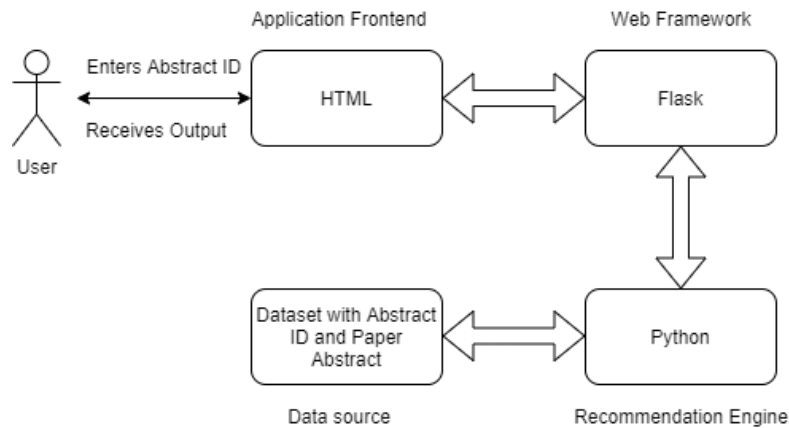 Application Frontend
Web Framework
Enters Abstract ID
HTML
Flask
Receives Output
User
Dataset with Abstract
ID and Paper
Abstract
Python
Data source
Recommendation Engine